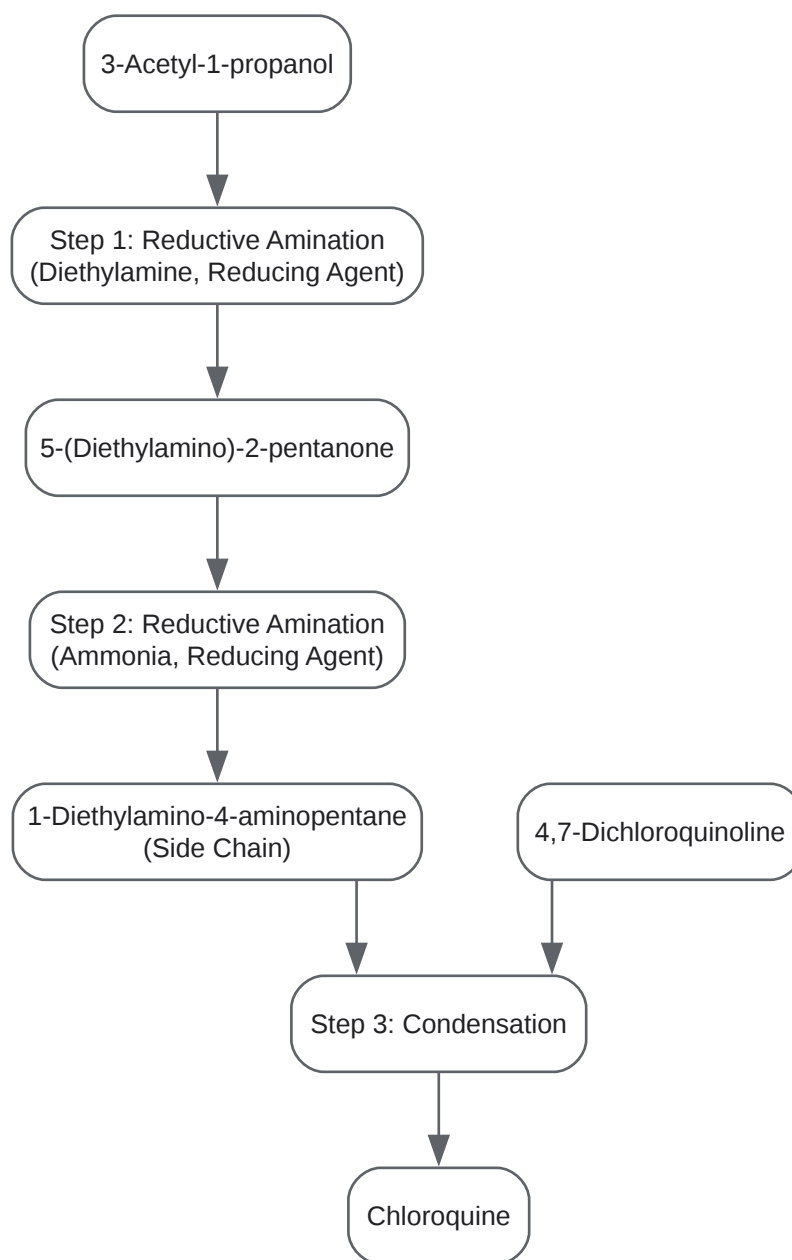 3-Acetyl-1-propanol
Step 1: Reductive Amination
(Diethylamine, Reducing Agent)
5-(Diethylamino)-2-pentanone
Step 2: Reductive Amination
(Ammonia, Reducing Agent)
1-Diethylamino-4-aminopentane
(Side Chain)
4,7-Dichloroquinoline
Step 3: Condensation
Chloroquine